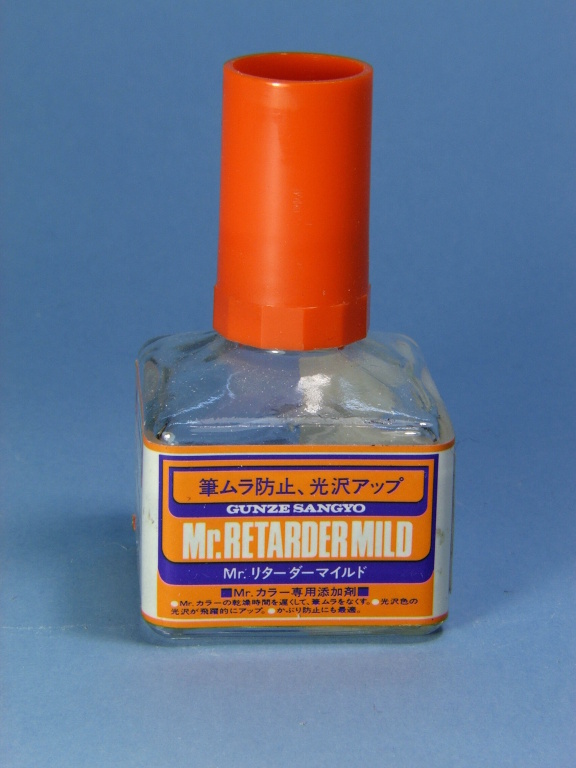 筆ムラ防止、光沢アップ
GUNZE SANGYO
Mr.RETARDER MILD
Mr.リターダーマイルド
■Mr.カラー専用添加剤■
●Mr.カラーの乾燥時間を遅くして、筆ムラをなくす。●光沢色の
光沢が飛躍的にアップ。●かぶり防止にも最適。